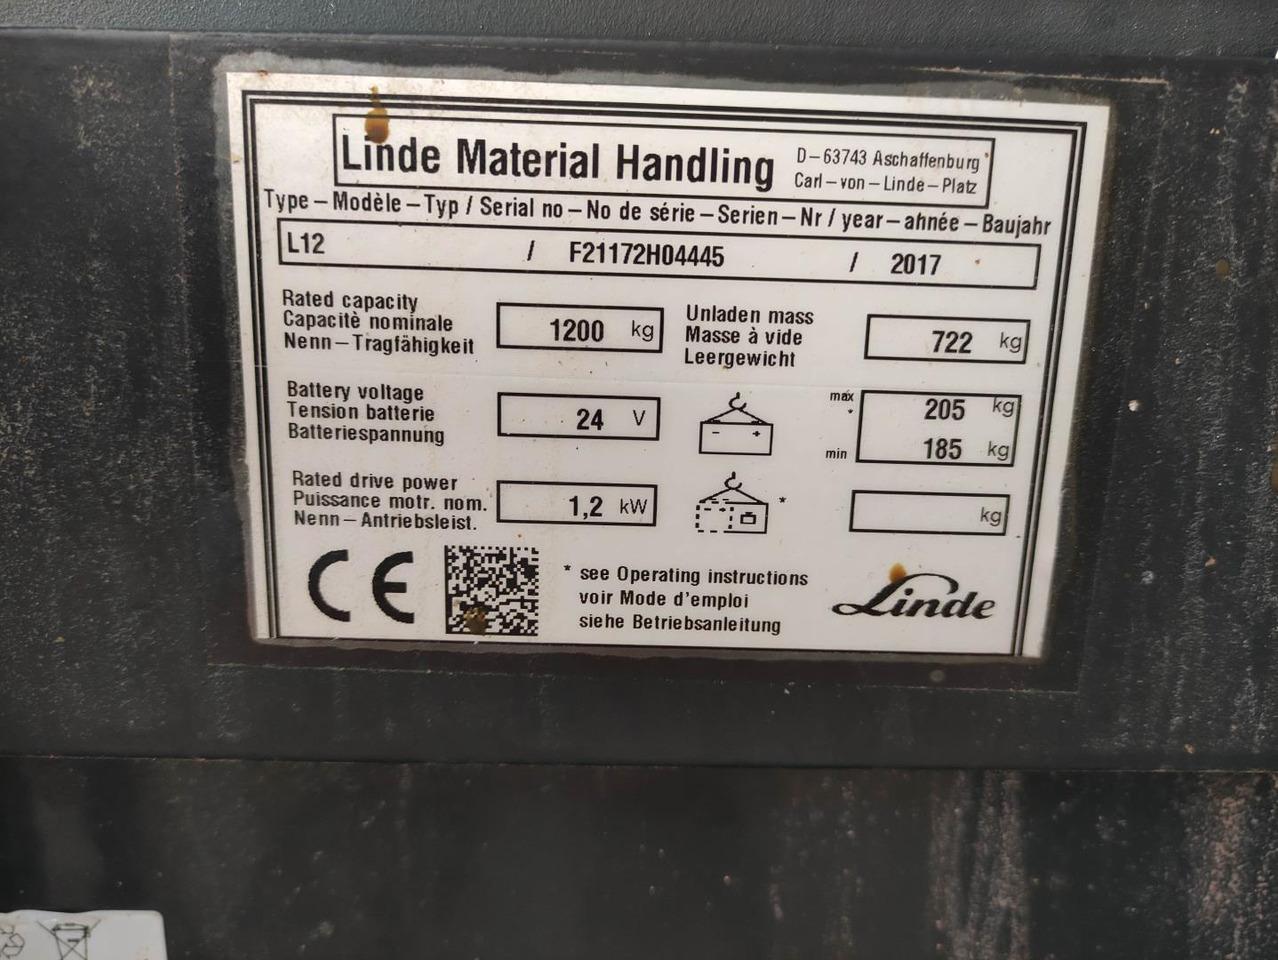 Linde Material Handling
D-63743 Aschaffenburg
Carl-von-Linde-Platz
Type-Modèle-Typ / Serial no-No de série-Serien-Nr / year-ahnée-Baujahr
L12 / F21172H04445 / 2017
Rated capacity
Capacitè nominale
Nenn-Tragfähigkeit
1200 kg
Unladen mass
Masse à vide
Leergewicht
722 kg
Battery voltage
Tension batterie
Batteriespannung
24 V
- +
max
*
min
205 kg
185 kg
Rated drive power
Puissance motr. nom.
Nenn-Antriebsleist.
1,2 kW
*
kg
CE
* see Operating instructions
voir Mode d'emploi
siehe Betriebsanleitung
Linde